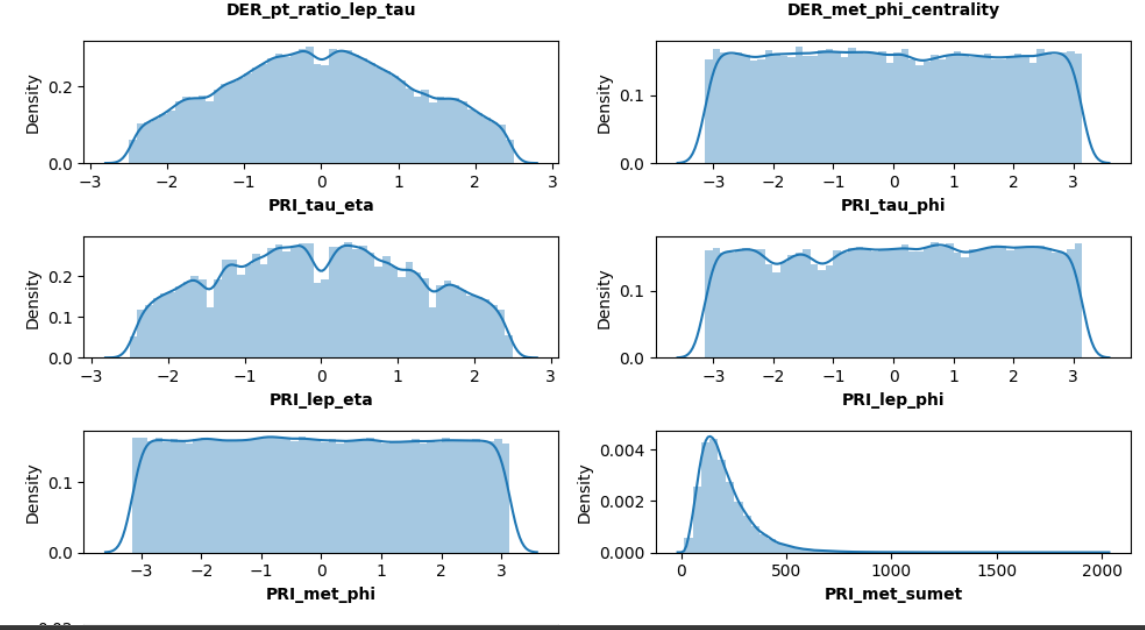 DER_pt_ratio_lep_tau
DER_met_phi_centrality
Density
0.2
0.0
−3 −2 −1 0 1 2 3
PRI_tau_eta
Density
0.1
0.0
−3 −2 −1 0 1 2 3
PRI_tau_phi
Density
0.2
0.1
0.0
−3 −2 −1 0 1 2 3
PRI_lep_eta
Density
0.1
0.0
−3 −2 −1 0 1 2 3
PRI_lep_phi
Density
0.1
0.0
−3 −2 −1 0 1 2 3
PRI_met_phi
Density
0.004
0.002
0.000
0 500 1000 1500 2000
PRI_met_sumet